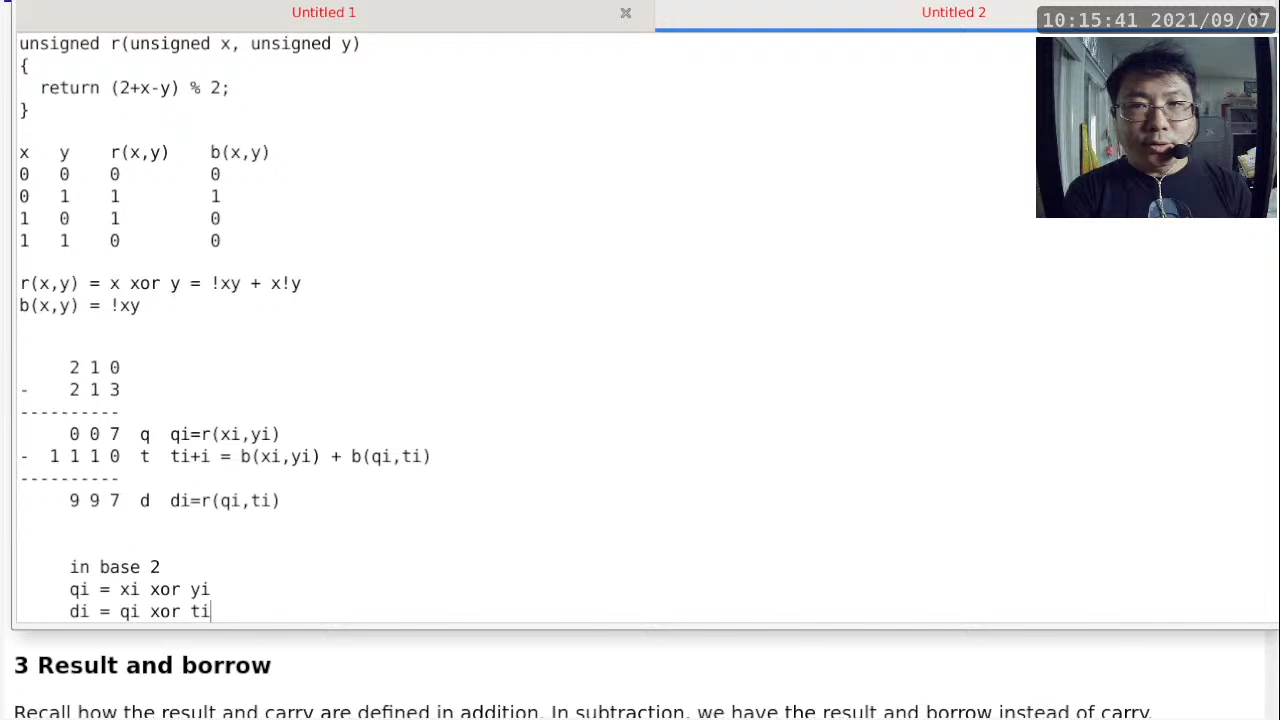 Untitled 1
Untitled 2
10:15:41 2021/09/07
unsigned r(unsigned x, unsigned y)
{
  return (2+x-y) % 2;
}
x y r(x,y) b(x,y)
0 0 0 0
0 1 1 1
1 0 1 0
1 1 0 0
r(x,y) = x xor y = !xy + x!y
b(x,y) = !xy
2 1 0
- 2 1 3
----------
0 0 7 q qi=r(xi,yi)
- 1 1 1 0 t ti+i = b(xi,yi) + b(qi,ti)
----------
9 9 7 d di=r(qi,ti)
in base 2
qi = xi xor yi
di = qi xor ti
3 Result and borrow
Recall how the result and carry are defined in addition. In subtraction, we have the result and borrow instead of carry.